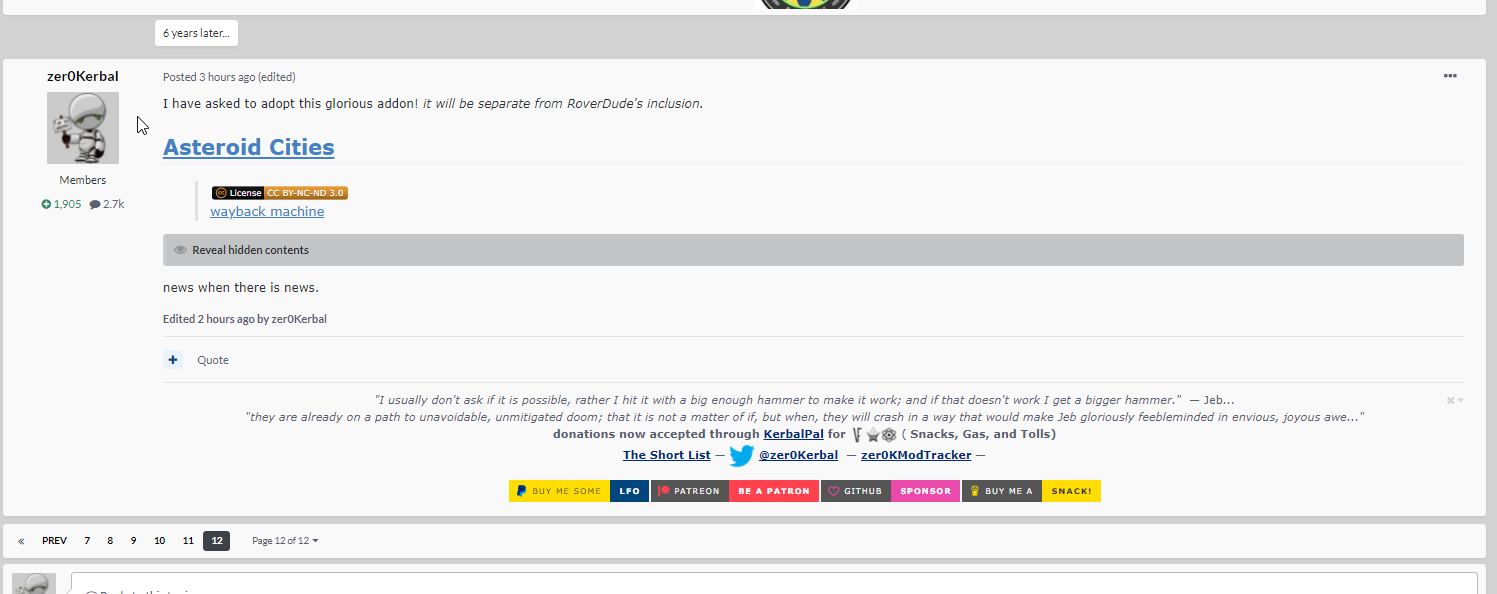 6 years later...
zer0Kerbal
Posted 3 hours ago (edited)
I have asked to adopt this glorious addon! it will be separate from RoverDude's inclusion.
Asteroid Cities
Members
License CC BY-NC-ND 3.0
1,905 2.7k
wayback machine
Reveal hidden contents
news when there is news.
Edited 2 hours ago by zer0Kerbal
+ Quote
"I usually don't ask if it is possible, rather I hit it with a big enough hammer to make it work; and if that doesn't work I get a bigger hammer." — Jeb...
"they are already on a path to unavoidable, unmitigated doom; that it is not a matter of if, but when, they will crash in a way that would make Jeb gloriously feebleminded in envious, joyous awe..."
donations now accepted through KerbalPal for ( Snacks, Gas, and Tolls)
The Short List — @zer0Kerbal — zer0KModTracker —
BUY ME SOME LFO PATREON BE A PATRON GITHUB SPONSOR BUY ME A SNACK!
« PREV 7 8 9 10 11 12 Page 12 of 12